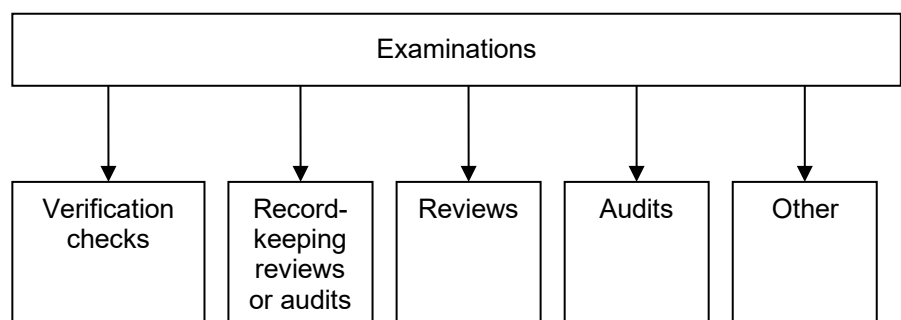 Examinations
Verification
checks
Record-
keeping
reviews
or audits
Reviews
Audits
Other